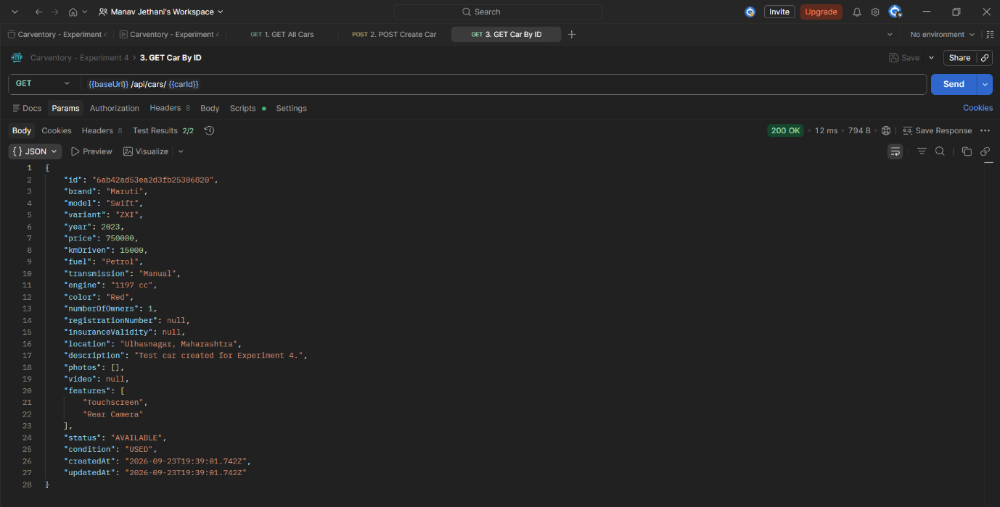 Manav Jethani's Workspace Search Invite Upgrade
Carventory - Experiment 4 Carventory - Experiment 4 GET 1. GET All Cars POST 2. POST Create Car GET 3. GET Car By ID No environment
HTTP Carventory - Experiment 4 > 3. GET Car By ID Save Share
GET {{baseUrl}} /api/cars/ {{carId}} Send
Docs Params Authorization Headers 8 Body Scripts Settings Cookies
Body Cookies Headers 8 Test Results 2/2 200 OK 12 ms 794 B e.g. Save Response
{} JSON Preview Visualize
1 {
2 "id": "6ab42ad53ea2d3fb25306820",
3 "brand": "Maruti",
4 "model": "Swift",
5 "variant": "ZXI",
6 "year": 2023,
7 "price": 750000,
8 "kmDriven": 15000,
9 "fuel": "Petrol",
10 "transmission": "Manual",
11 "engine": "1197 cc",
12 "color": "Red",
13 "numberOfOwners": 1,
14 "registrationNumber": null,
15 "insuranceValidity": null,
16 "location": "Ulhasnagar, Maharashtra",
17 "description": "Test car created for Experiment 4.",
18 "photos": [],
19 "video": null,
20 "features": [
21 "Touchscreen",
22 "Rear Camera"
23 ],
24 "status": "AVAILABLE",
25 "condition": "USED",
26 "createdAt": "2026-09-23T19:39:01.742Z",
27 "updatedAt": "2026-09-23T19:39:01.742Z"
28 }